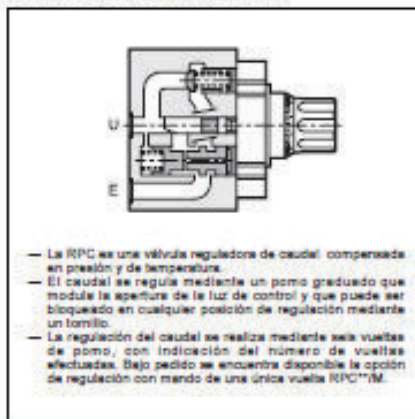 U
E
— La RPC es una válvula reguladora de caudal compensada
en presión y de temperatura.
— El caudal se regula mediante un pomo graduado que
modula la apertura de la luz de control y que puede ser
bloqueado en cualquier posición de regulación mediante
un tornillo.
— La regulación del caudal se realiza mediante seis vueltas
de pomo, con indicación del número de vueltas
efectuadas. Bajo pedido se encuentra disponible la opción
de regulación con mando de una única vuelta RPC**/M.